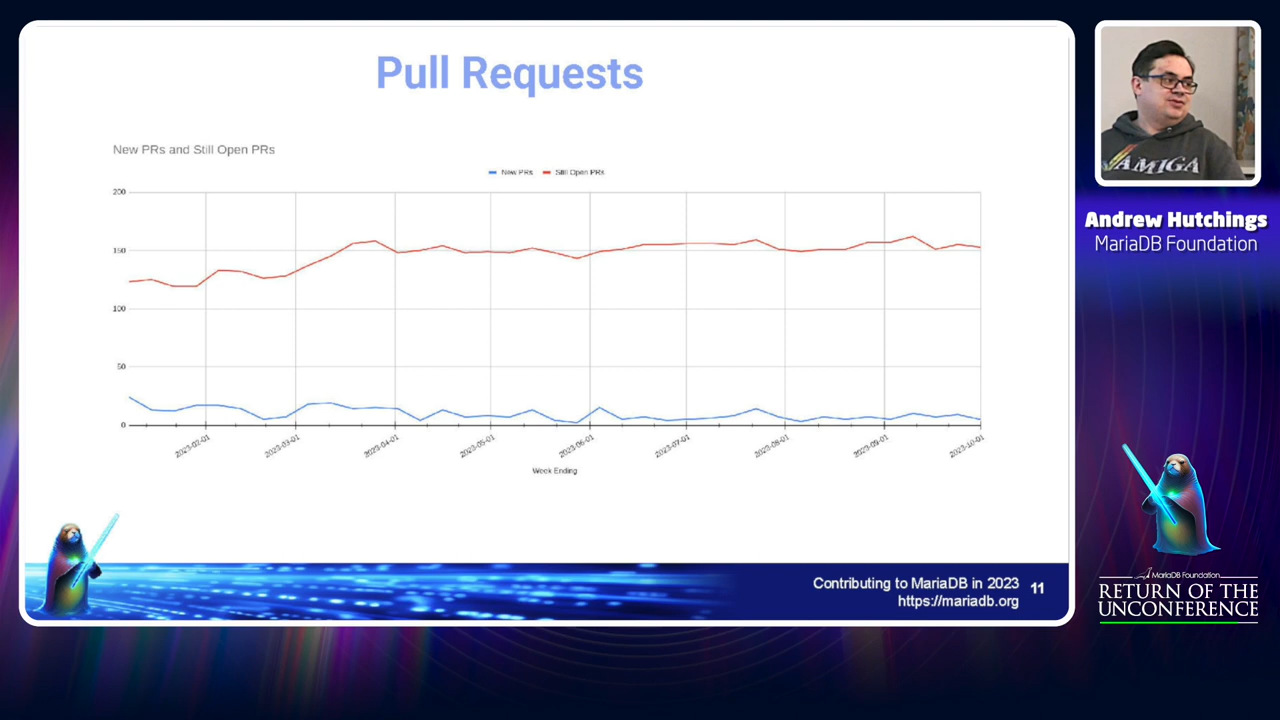 Pull Requests
New PRs and Still Open PRs
New PRs
Still Open PRs
200
150
100
50
0
2023-02-01
2023-03-01
2023-04-01
2023-05-01
2023-06-01
2023-07-01
2023-08-01
2023-09-01
2023-10-01
Week Ending
Contributing to MariaDB in 2023
https://mariadb.org
11
AMIGA
Andrew Hutchings
MariaDB Foundation
MariaDB Foundation
RETURN OF THE
UNCONFERENCE